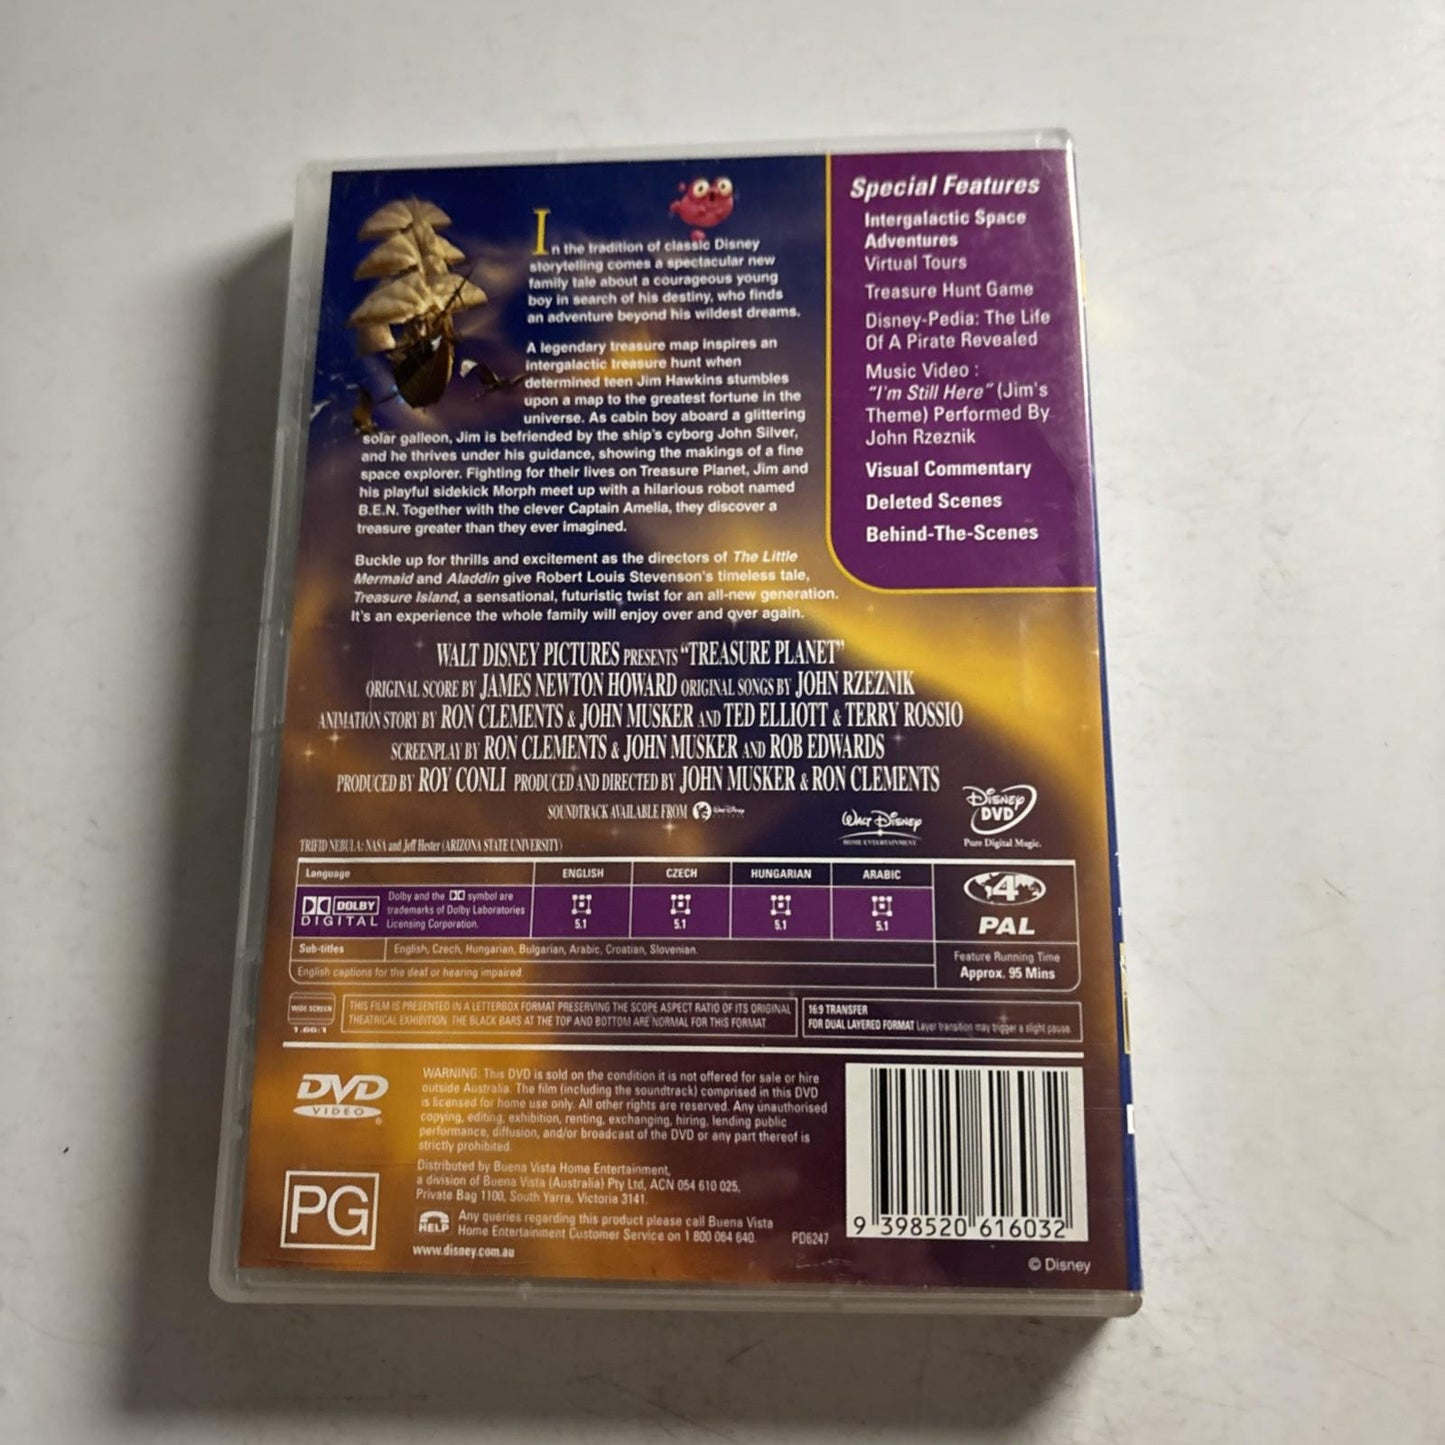 In the tradition of classic Disney
storytelling comes a spectacular new
family tale about a courageous young
boy in search of his destiny, who finds
an adventure beyond his wildest dreams.
A legendary treasure map inspires an
intergalactic treasure hunt when
determined teen Jim Hawkins stumbles
upon a map to the greatest fortune in the
universe. As cabin boy aboard a glittering
solar galleon, Jim is befriended by the ship's cyborg John Silver,
and he thrives under his guidance, showing the makings of a fine
space explorer. Fighting for their lives on Treasure Planet, Jim and
his playful sidekick Morph meet up with a hilarious robot named
B.E.N. Together with the clever Captain Amelia, they discover a
treasure greater than they ever imagined.
Buckle up for thrills and excitement as the directors of The Little
Mermaid and Aladdin give Robert Louis Stevenson's timeless tale,
Treasure Island, a sensational, futuristic twist for an all-new generation.
It's an experience the whole family will enjoy over and over again.
Special Features
Intergalactic Space
Adventures
Virtual Tours
Treasure Hunt Game
Disney-Pedia: The Life
Of A Pirate Revealed
Music Video :
"I'm Still Here" (Jim's
Theme) Performed By
John Rzeznik
Visual Commentary
Deleted Scenes
Behind-The-Scenes
WALT DISNEY PICTURES PRESENTS "TREASURE PLANET"
ORIGINAL SCORE BY JAMES NEWTON HOWARD ORIGINAL SONGS BY JOHN RZEZNIK
ANIMATION STORY BY RON CLEMENTS & JOHN MUSKER AND TED ELLIOTT & TERRY ROSSIO
SCREENPLAY BY RON CLEMENTS & JOHN MUSKER AND ROB EDWARDS
PRODUCED BY ROY CONLI PRODUCED AND DIRECTED BY JOHN MUSKER & RON CLEMENTS
SOUNDTRACK AVAILABLE FROM Walt Disney
WALT DISNEY
HOME ENTERTAINMENT
DISNEY
DVD
Pure Digital Magic.
TRIFID NEBULA: NASA and Jeff Hester (ARIZONA STATE UNIVERSITY)
Language ENGLISH CZECH HUNGARIAN ARABIC
DOLBY
DIGITAL
Dolby and the symbol are
trademarks of Dolby Laboratories
Licensing Corporation.
5.1 5.1 5.1 5.1
Sub-titles English, Czech, Hungarian, Bulgarian, Arabic, Croatian, Slovenian.
English captions for the deaf or hearing impaired.
4
PAL
Feature Running Time
Approx. 95 Mins
WIDE SCREEN
1.66:1
THIS FILM IS PRESENTED IN A LETTERBOX FORMAT PRESERVING THE SCOPE ASPECT RATIO OF ITS ORIGINAL
THEATRICAL EXHIBITION. THE BLACK BARS AT THE TOP AND BOTTOM ARE NORMAL FOR THIS FORMAT
16:9 TRANSFER
FOR DUAL LAYERED FORMAT Layer transition may trigger a slight pause.
DVD
VIDEO
WARNING: This DVD is sold on the condition it is not offered for sale or hire
outside Australia. The film (including the soundtrack) comprised in this DVD
is licensed for home use only. All other rights are reserved. Any unauthorised
copying, editing, exhibition, renting, exchanging, hiring, lending public
performance, diffusion, and/or broadcast of the DVD or any part thereof is
strictly prohibited.
Distributed by Buena Vista Home Entertainment,
a division of Buena Vista (Australia) Pty Ltd, ACN 054 610 025,
Private Bag 1100, South Yarra, Victoria 3141.
HELP
Any queries regarding this product please call Buena Vista
Home Entertainment Customer Service on 1 800 064 640.
PD6247
www.disney.com.au
PG
9 398520 616032
© Disney